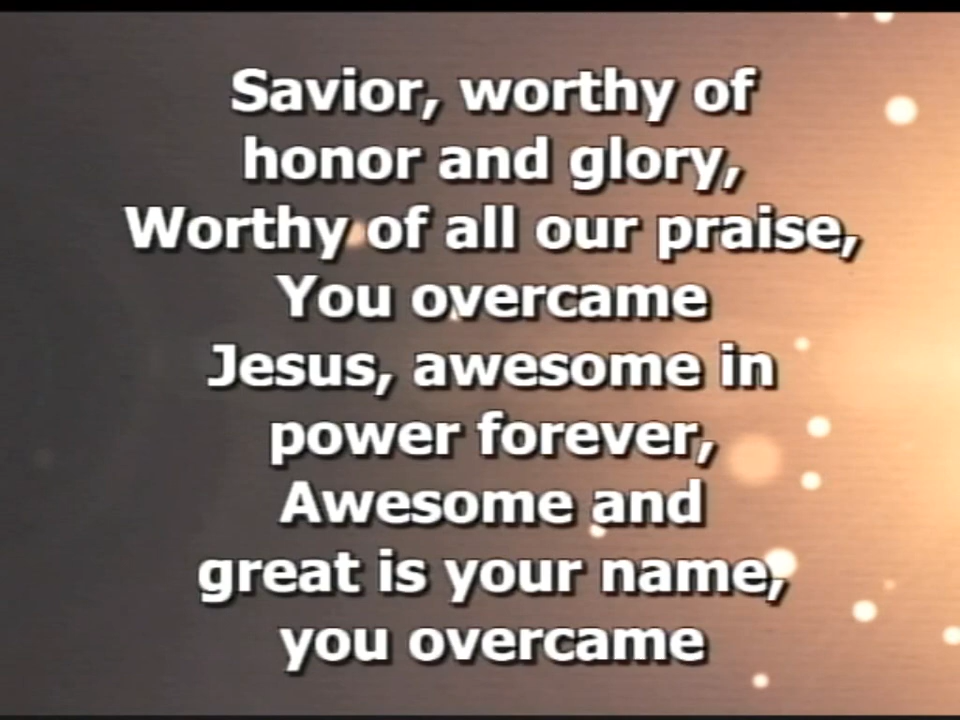 Savior, worthy of
honor and glory,
Worthy of all our praise,
You overcame
Jesus, awesome in
power forever,
Awesome and
great is your name,
you overcame